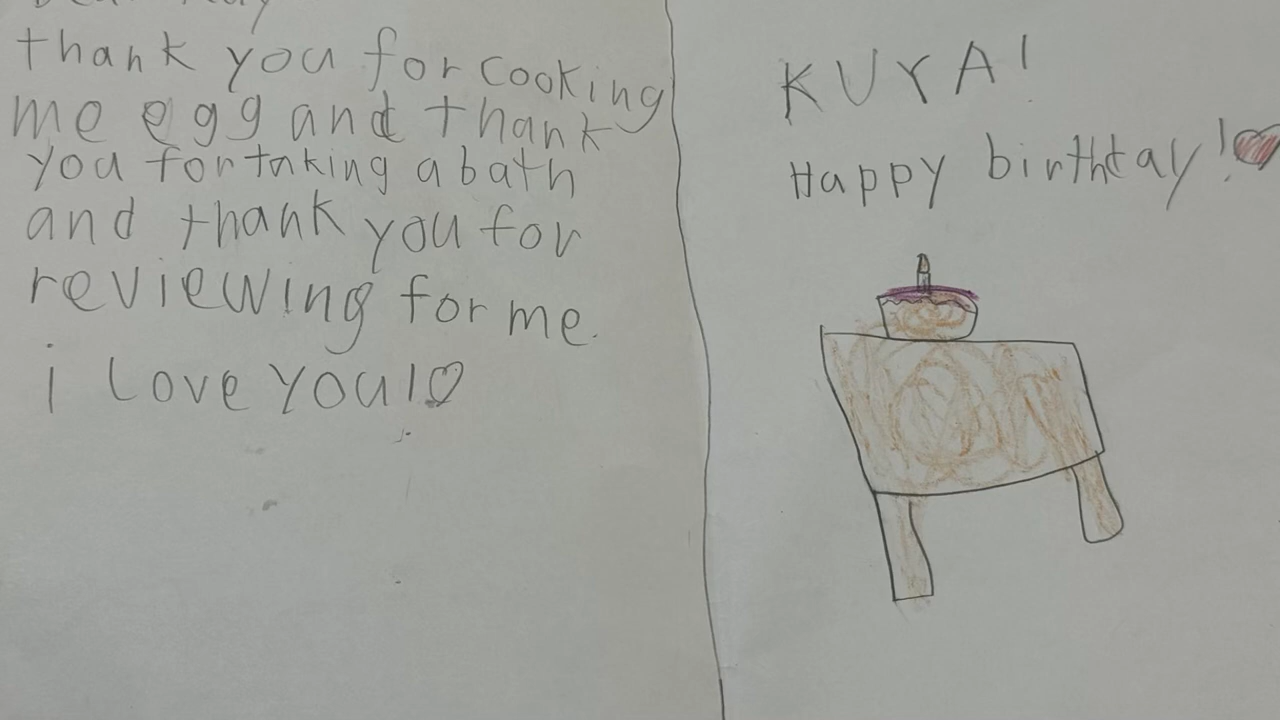 thank you for cooking
me egg and thank
you for taking a bath
and thank you for
reviewing for me.
i love you!
KUYA!
Happy birthtay!